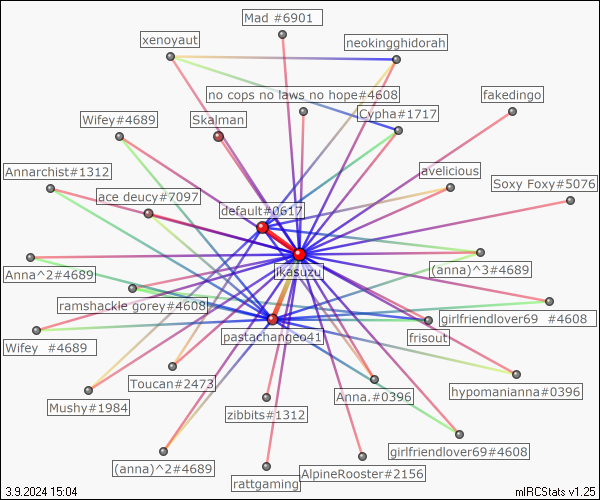 Mad #6901
xenoyaut
neokingghidorah
no cops no laws no hope#4608
fakedingo
Wifey#4689
Skalman
Cypha#1717
Annarchist#1312
avelicious
Soxy Foxy#5076
ace deucy#7097
default#0617
Anna^2#4689
jikasuzu
(anna)^3#4689
ramshackle gorey#4608
girlfriendlover69 #4608
Wifey #4689
pastachangeo41
frisout
Toucan#2473
Anna.#0396
hypomanianna#0396
Mushy#1984
zibbits#1312
(anna)^2#4689
girlfriendlover69#4608
rattgaming
AlpineRooster#2156
3.9.2024 15:04
mIRCStats v1.25